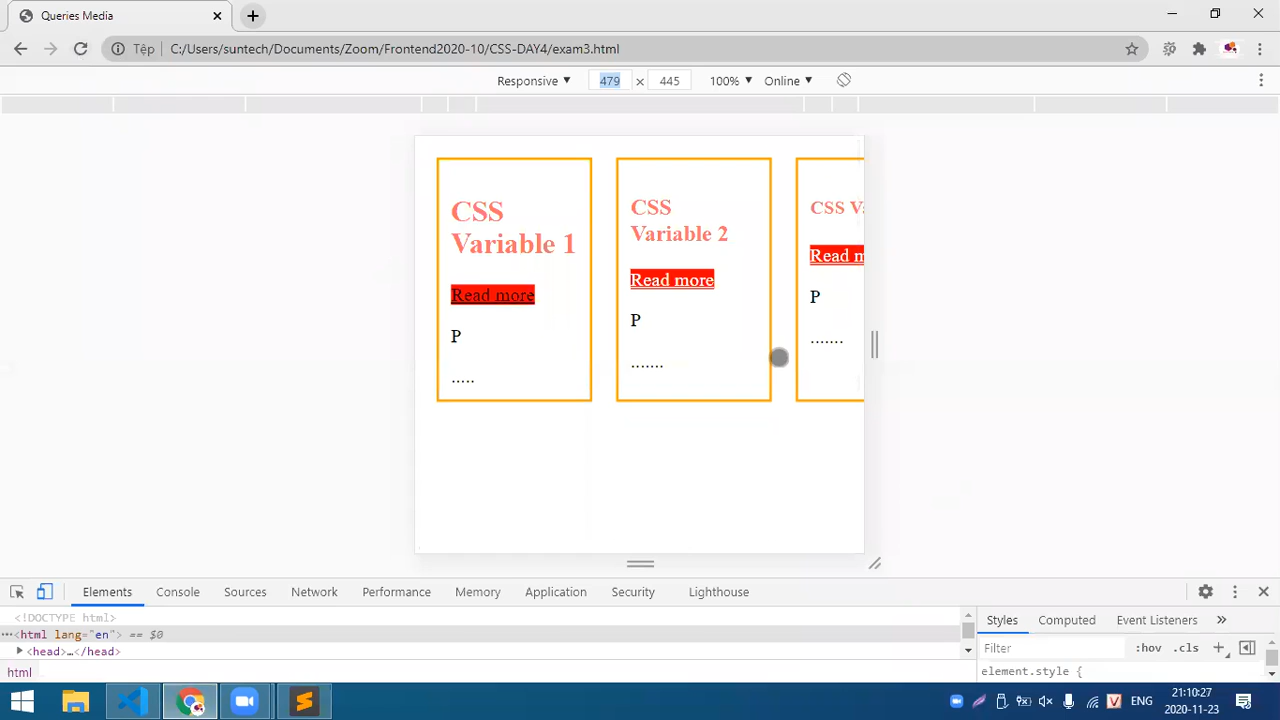 Queries Media
Tệp
C:/Users/suntech/Documents/Zoom/Frontend2020-10/CSS-DAY4/exam3.html
Responsive ▼ 479 × 445 100% ▼ Online ▼
CSS
Variable 1
Read more
P
.....
CSS
Variable 2
Read more
P
.......
CSS Va
Read m
P
.......
Elements Console Sources Network Performance Memory Application Security Lighthouse
<!DOCTYPE html>
⋯<html lang="en"> == $0
▶<head>…</head>
html
Styles Computed Event Listeners »
Filter :hov .cls +
element.style {
ENG
21:10:27
2020-11-23